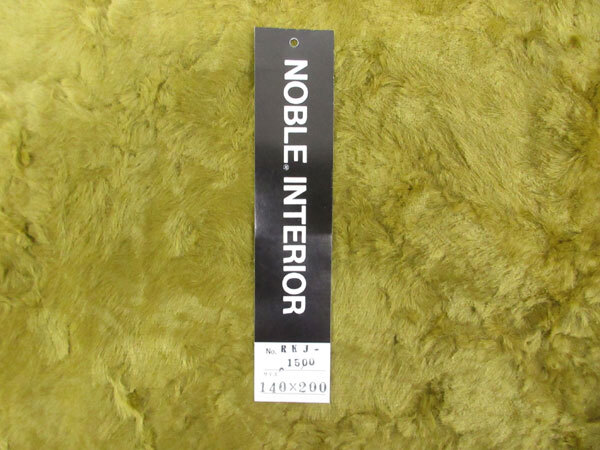 NOBLE® INTERIOR
No. RKJ-
1500
140×200